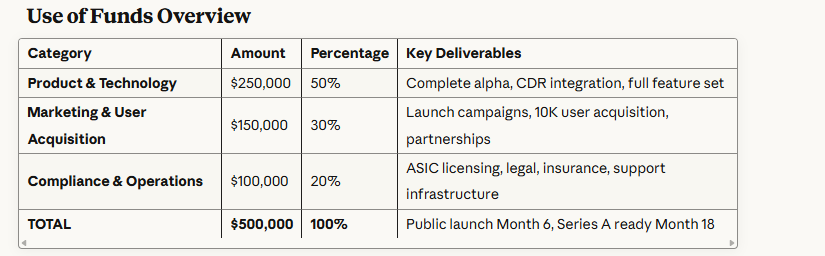 Use of Funds Overview
Category Amount Percentage Key Deliverables
Product & Technology $250,000 50% Complete alpha, CDR integration, full feature set
Marketing & User Acquisition $150,000 30% Launch campaigns, 10K user acquisition, partnerships
Compliance & Operations $100,000 20% ASIC licensing, legal, insurance, support infrastructure
TOTAL $500,000 100% Public launch Month 6, Series A ready Month 18